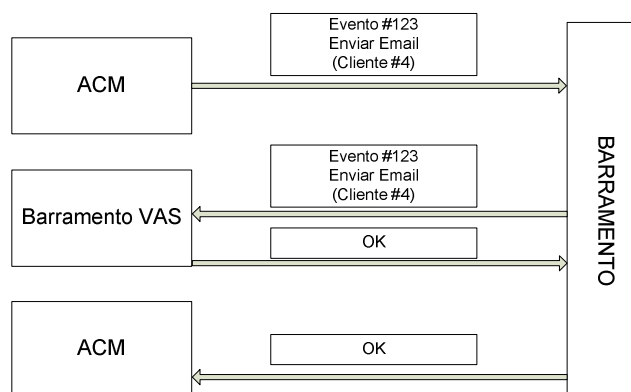 Evento #123
Enviar Email
(Cliente #4)
ACM
BARRAMENTO
Evento #123
Enviar Email
(Cliente #4)
Barramento VAS
OK
ACM
OK